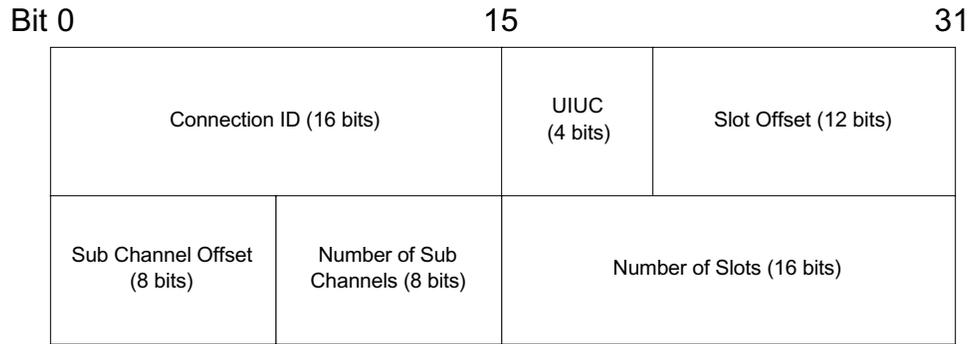 Bit 0 15 31
Connection ID (16 bits)
UIUC
(4 bits)
Slot Offset (12 bits)
Sub Channel Offset
(8 bits)
Number of Sub
Channels (8 bits)
Number of Slots (16 bits)